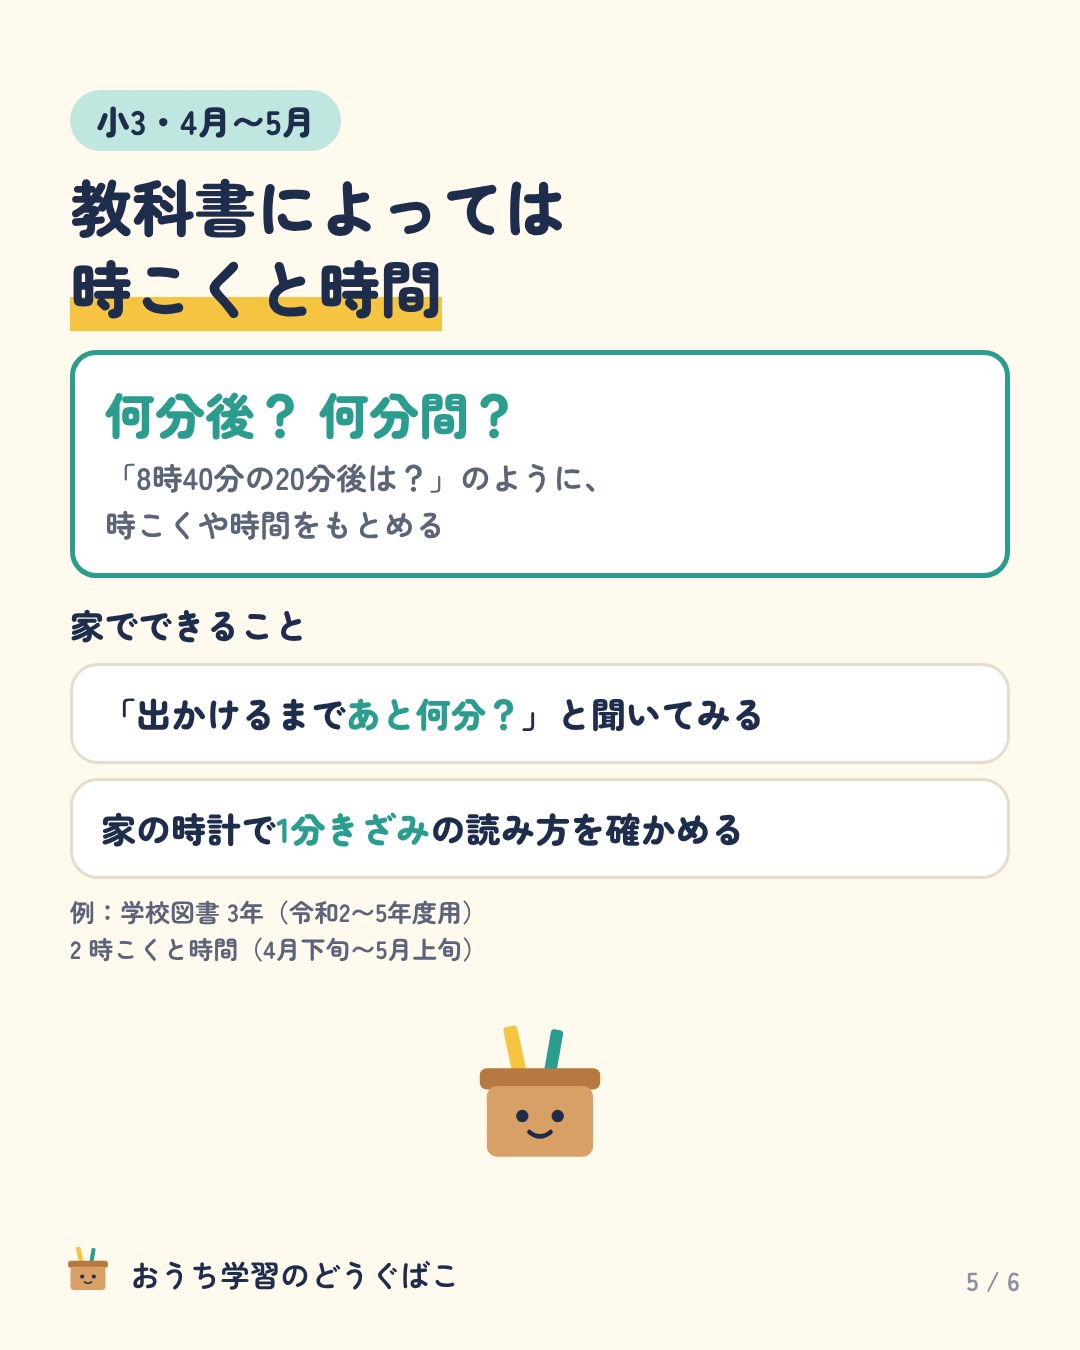 小3・4月〜5月
教科書によっては
時こくと時間
何分後？ 何分間？
「8時40分の20分後は？」のように、
時こくや時間をもとめる
家でできること
「出かけるまであと何分？」と聞いてみる
家の時計で1分きざみの読み方を確かめる
例：学校図書 3年（令和2〜5年度用）
2 時こくと時間（4月下旬〜5月上旬）
おうち学習のどうぐばこ
5 / 6